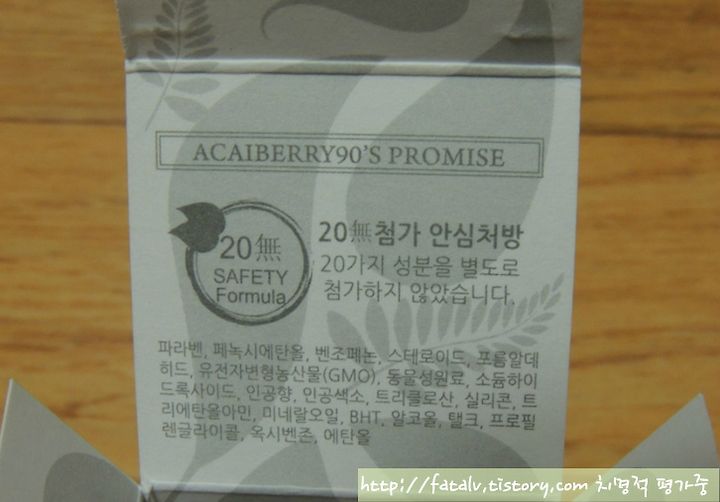 ACAIBERRY90'S PROMISE
20無
SAFETY
Formula
20無첨가 안심처방
20가지 성분을 별도로
첨가하지 않았습니다.
파라벤, 페녹시에탄올, 벤조페논, 스테로이드, 포름알데
히드, 유전자변형농산물(GMO), 동물성원료, 소듐하이
드록사이드, 인공향, 인공색소, 트리클로산, 실리콘, 트
리에탄올아민, 미네랄오일, BHT, 알코올, 탤크, 프로필
렌글라이콜, 옥시벤존, 에탄올
http://fatalv.tistory.com 치명적 평가중